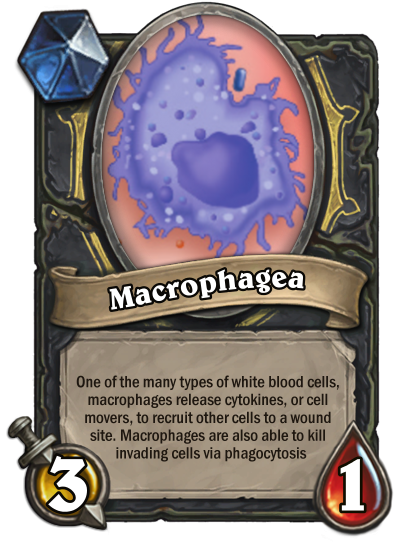 Macrophagea
One of the many types of white blood cells,
macrophages release cytokines, or cell
movers, to recruit other cells to a wound
site. Macrophages are also able to kill
invading cells via phagocytosis
3
1